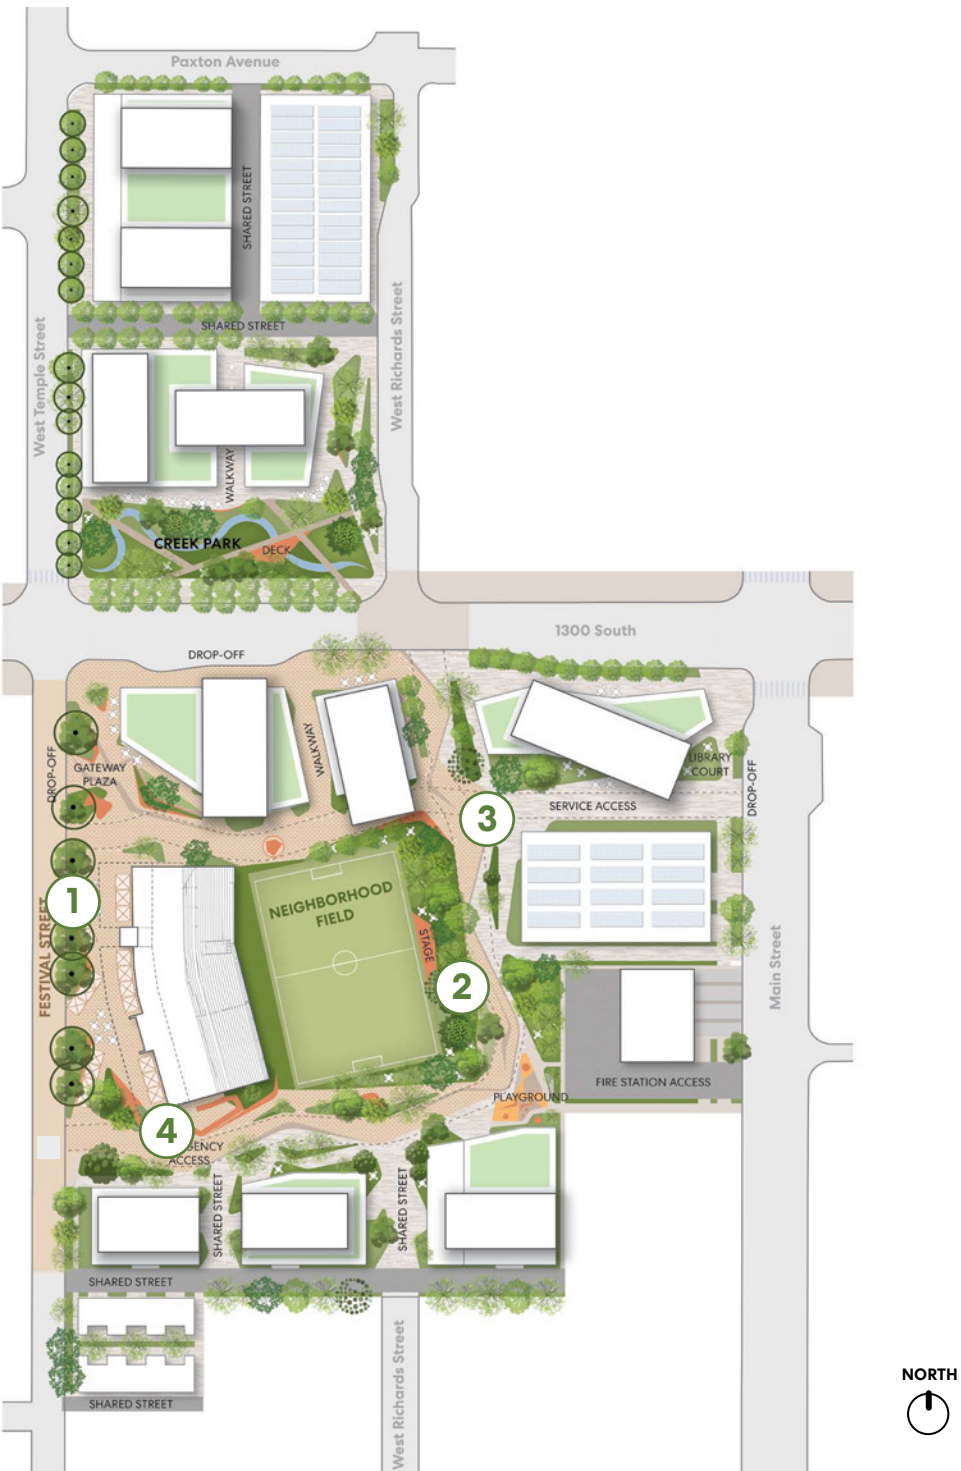 Paxton Avenue
SHARED STREET
SHARED STREET
West Temple Street
West Richards Street
WALKWAY
CREEK PARK
DECK
1300 South
DROP-OFF
DROP-OFF
GATEWAY
PLAZA
WALKWAY
LIBRARY
COURT
DROP-OFF
SERVICE ACCESS
3
1
FESTIVAL STREET
NEIGHBORHOOD
FIELD
STAGE
2
Main Street
FIRE STATION ACCESS
PLAYGROUND
4
ACCESS
SHARED STREET
SHARED STREET
SHARED STREET
West Richards Street
SHARED STREET
NORTH